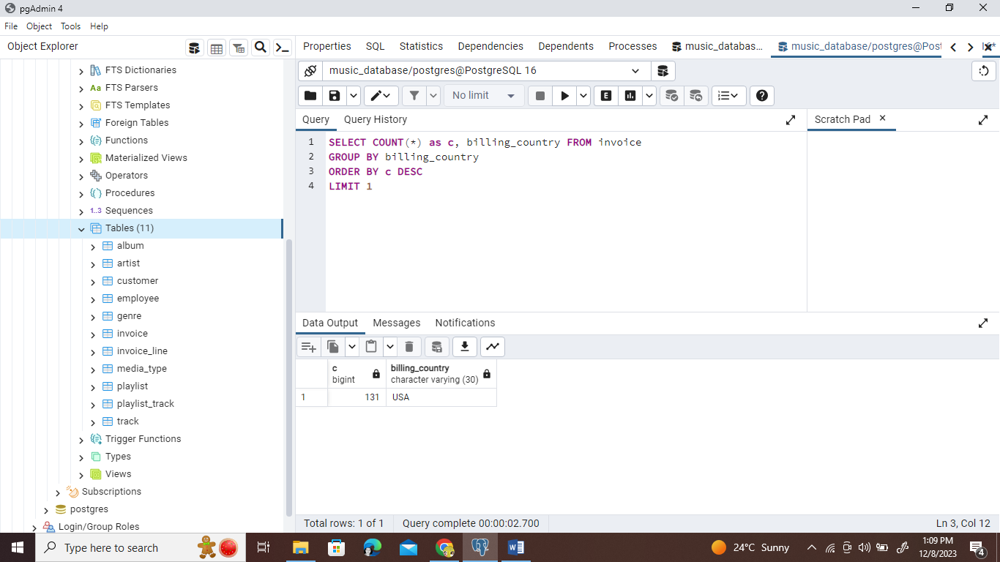 pgAdmin 4
File Object Tools Help
Object Explorer
FTS Dictionaries
Aa FTS Parsers
FTS Templates
Foreign Tables
Functions
Materialized Views
Operators
Procedures
1..3 Sequences
Tables (11)
album
artist
customer
employee
genre
invoice
invoice_line
media_type
playlist
playlist_track
track
Trigger Functions
Types
Views
Subscriptions
postgres
Login/Group Roles
Properties SQL Statistics Dependencies Dependents Processes music_databas... music_database/postgres@Post
music_database/postgres@PostgreSQL 16
No limit E
Query Query History
1 SELECT COUNT(*) as c, billing_country FROM invoice
2 GROUP BY billing_country
3 ORDER BY c DESC
4 LIMIT 1
Scratch Pad
Data Output Messages Notifications
c billing_country
bigint character varying (30)
1 131 USA
Total rows: 1 of 1 Query complete 00:00:02.700 Ln 3, Col 12
Type here to search
24°C Sunny
1:09 PM
12/8/2023
4